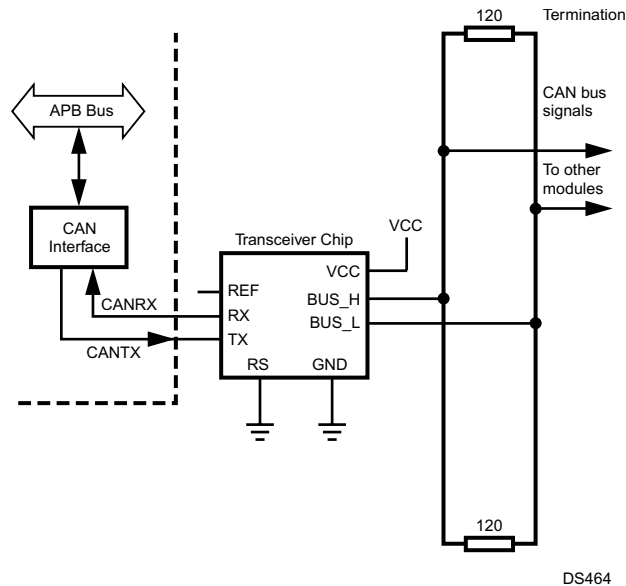 120
Termination
CAN bus
signals
APB Bus
To other
modules
CAN
Interface
Transceiver Chip
VCC
VCC
REF
BUS_H
CANRX
RX
BUS_L
TX
CANTX
RS
GND
120
DS464